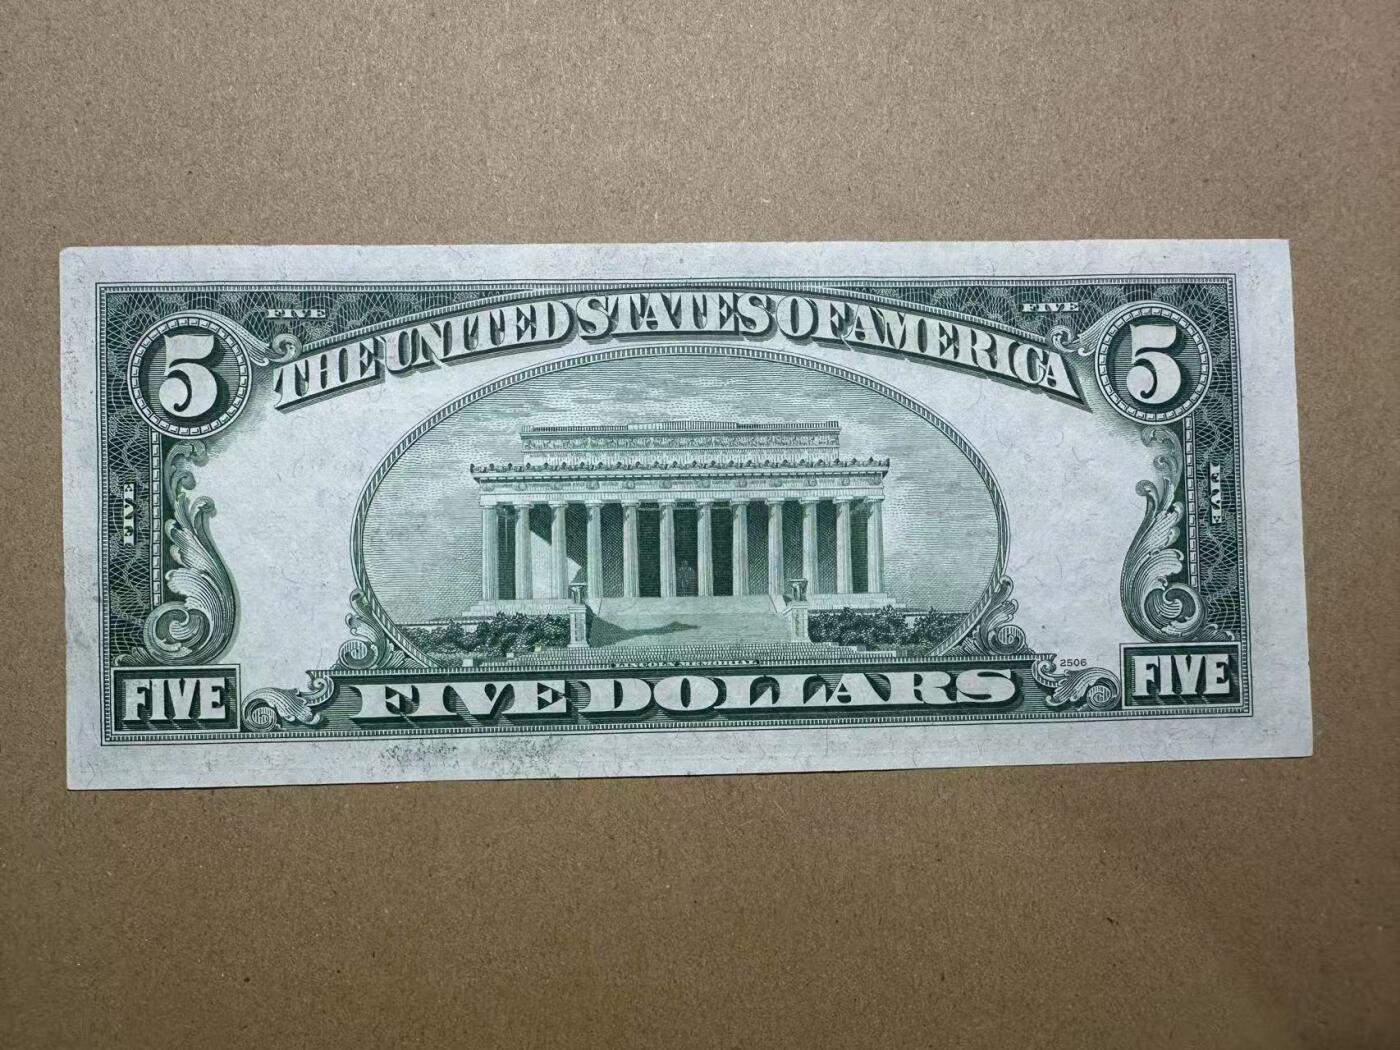 FIVE FIVE
5 THE UNITED STATES OF AMERICA 5
FIVE FIVE
LINCOLN MEMORIAL
2506
FIVE FIVE DOLLARS FIVE